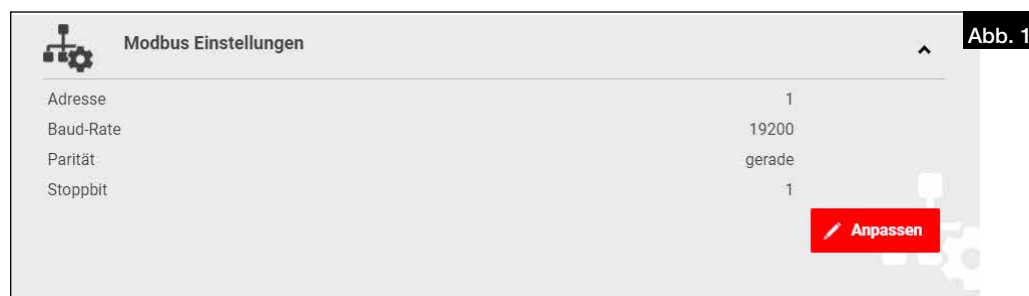 Modbus Einstellungen
Abb. 1
Adresse 1
Baud-Rate 19200
Parität gerade
Stoppbit 1
Anpassen